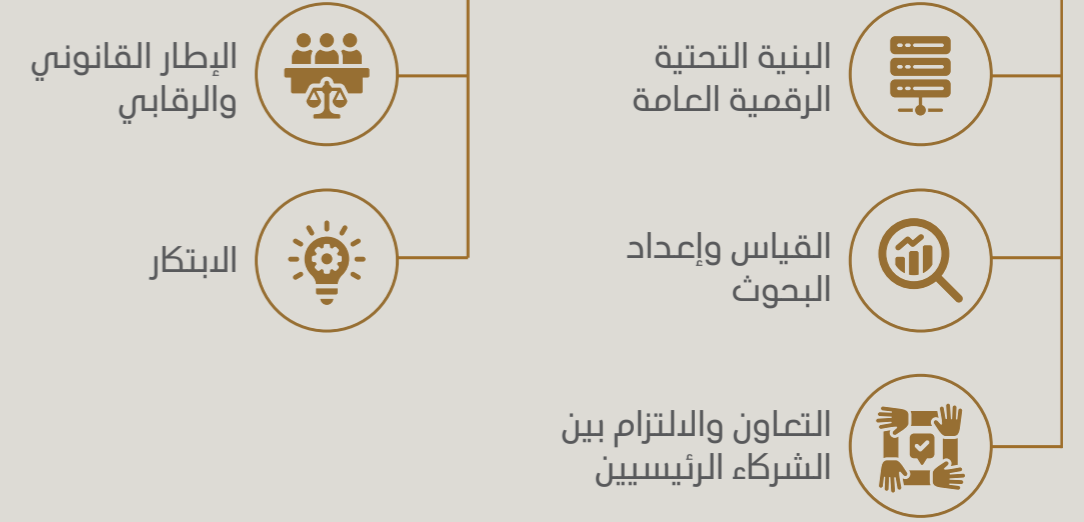 البنية التحتية
الرقمية العامة
القياس وإعداد
البحوث
التعاون والالتزام بين
الشركاء الرئيسيين
الإطار القانوني
والرقابي
الابتكار